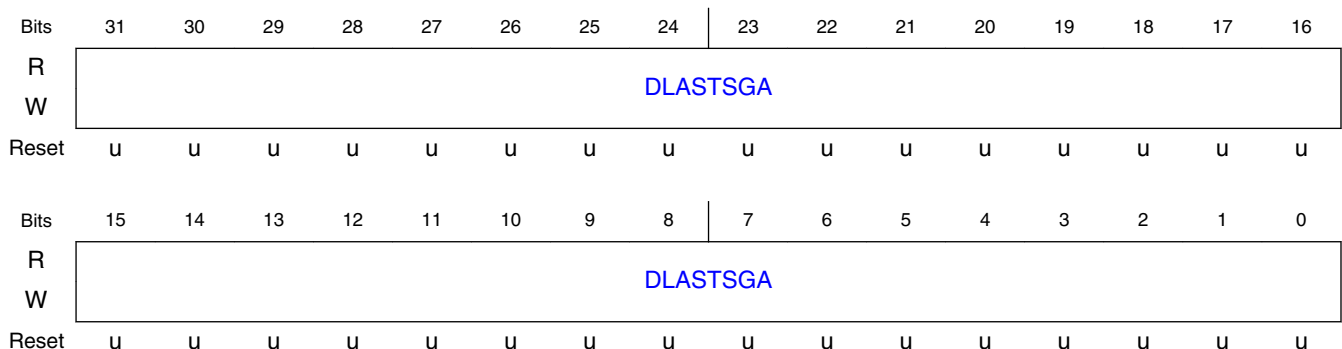 Bits 31 30 29 28 27 26 25 24 23 22 21 20 19 18 17 16
R
DLASTSGA
W
Reset u u u u u u u u u u u u u u u u
Bits 15 14 13 12 11 10 9 8 7 6 5 4 3 2 1 0
R
DLASTSGA
W
Reset u u u u u u u u u u u u u u u u